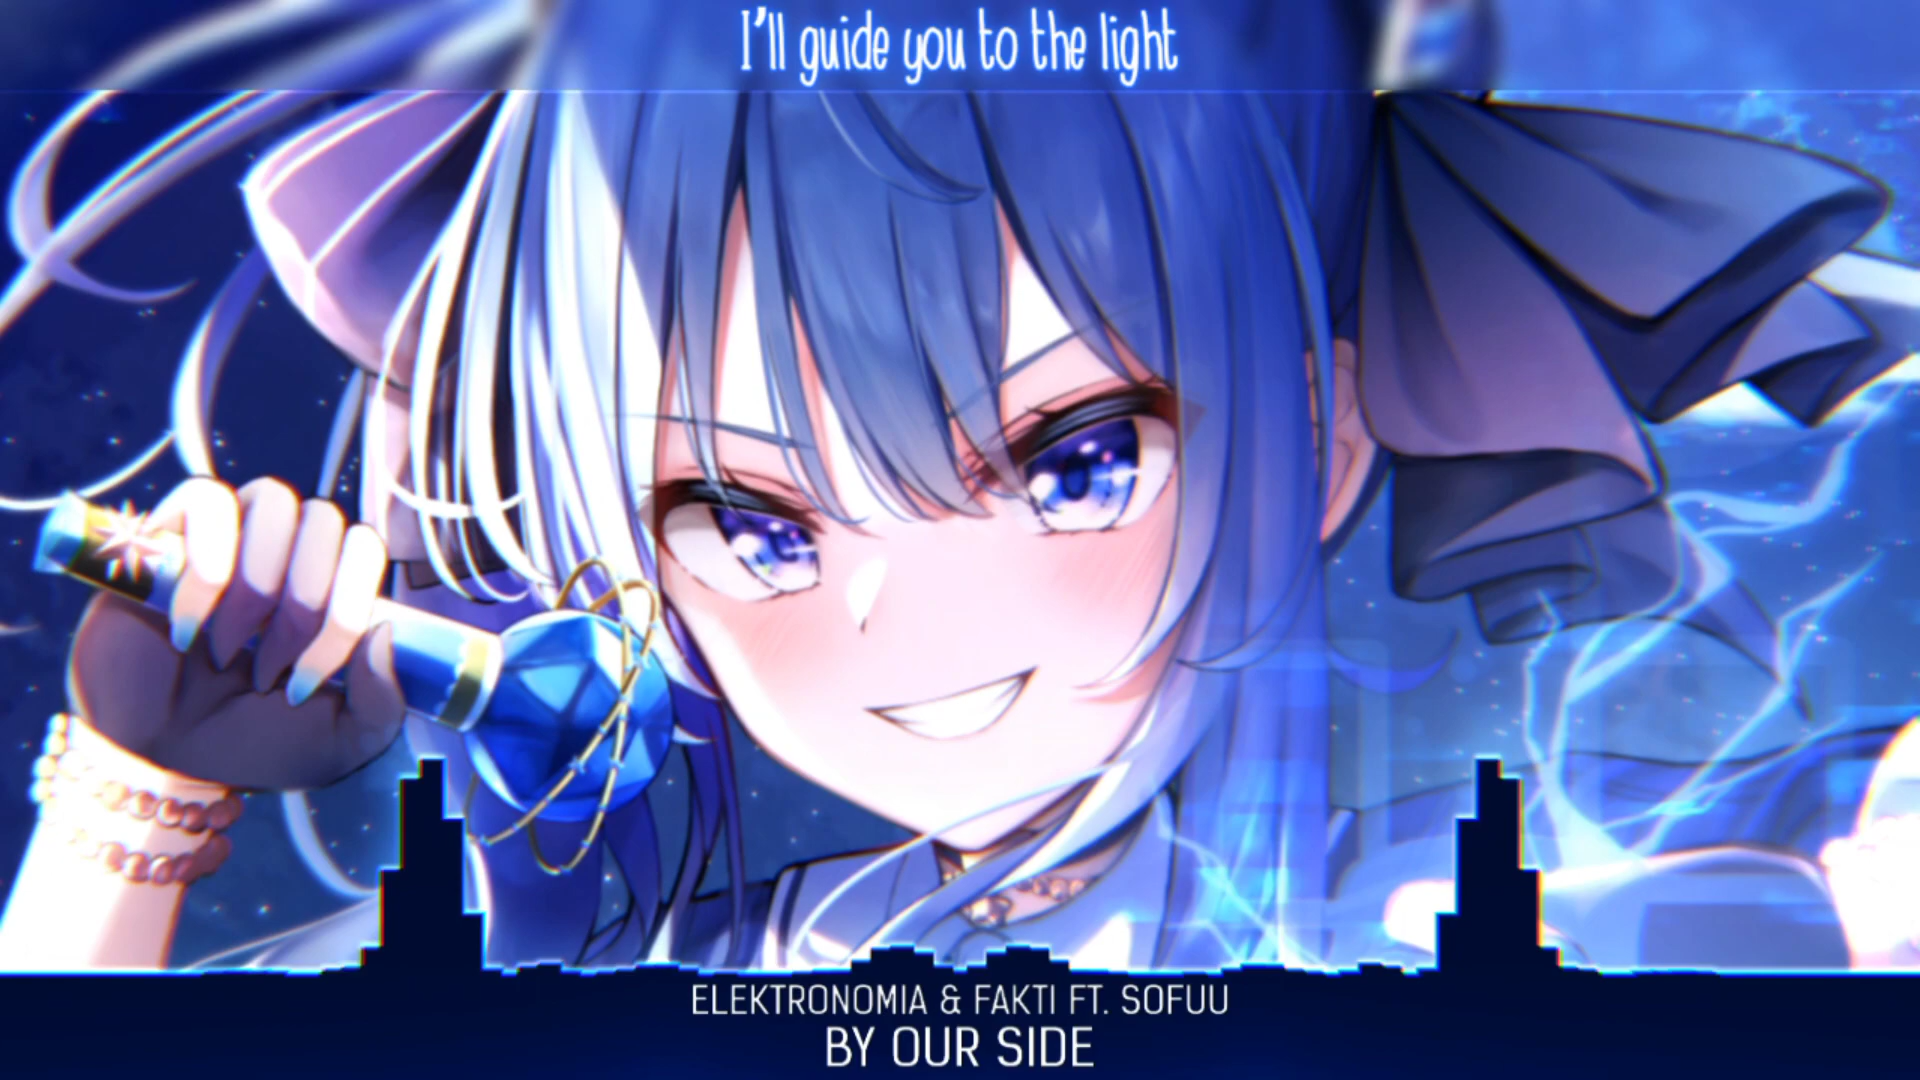 I'll guide you to the light
ELEKTRONOMIA & FAKTI FT. SOFUU
BY OUR SIDE